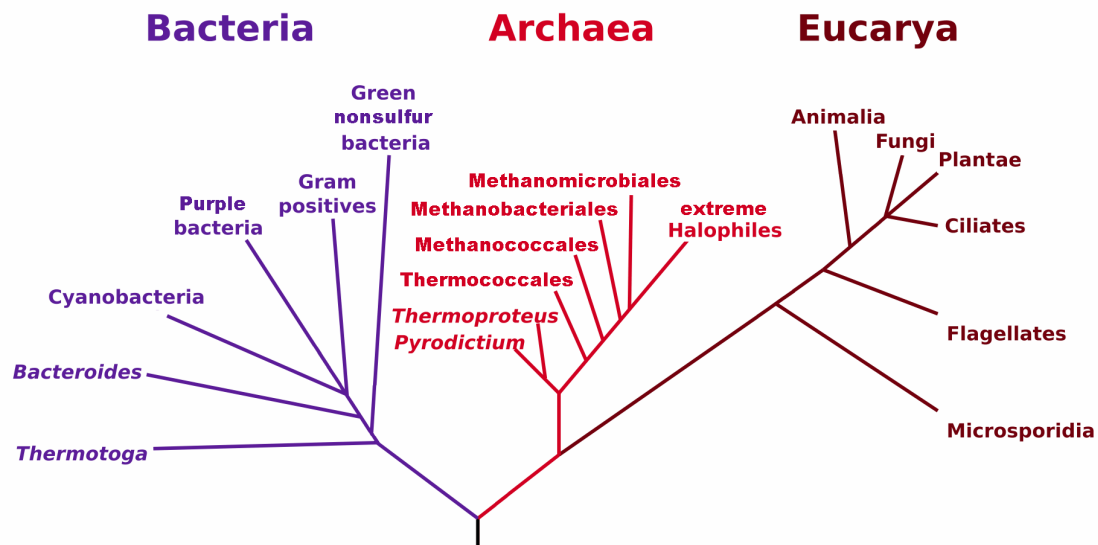 Bacteria
Archaea
Eucarya
Green
nonsulfur
bacteria
Gram
positives
Purple
bacteria
Cyanobacteria
Bacteroides
Thermotoga
Methanomicrobiales
Methanobacteriales
extreme
Halophiles
Methanococcales
Thermococcales
Thermoproteus
Pyrodictium
Animalia
Fungi
Plantae
Ciliates
Flagellates
Microsporidia